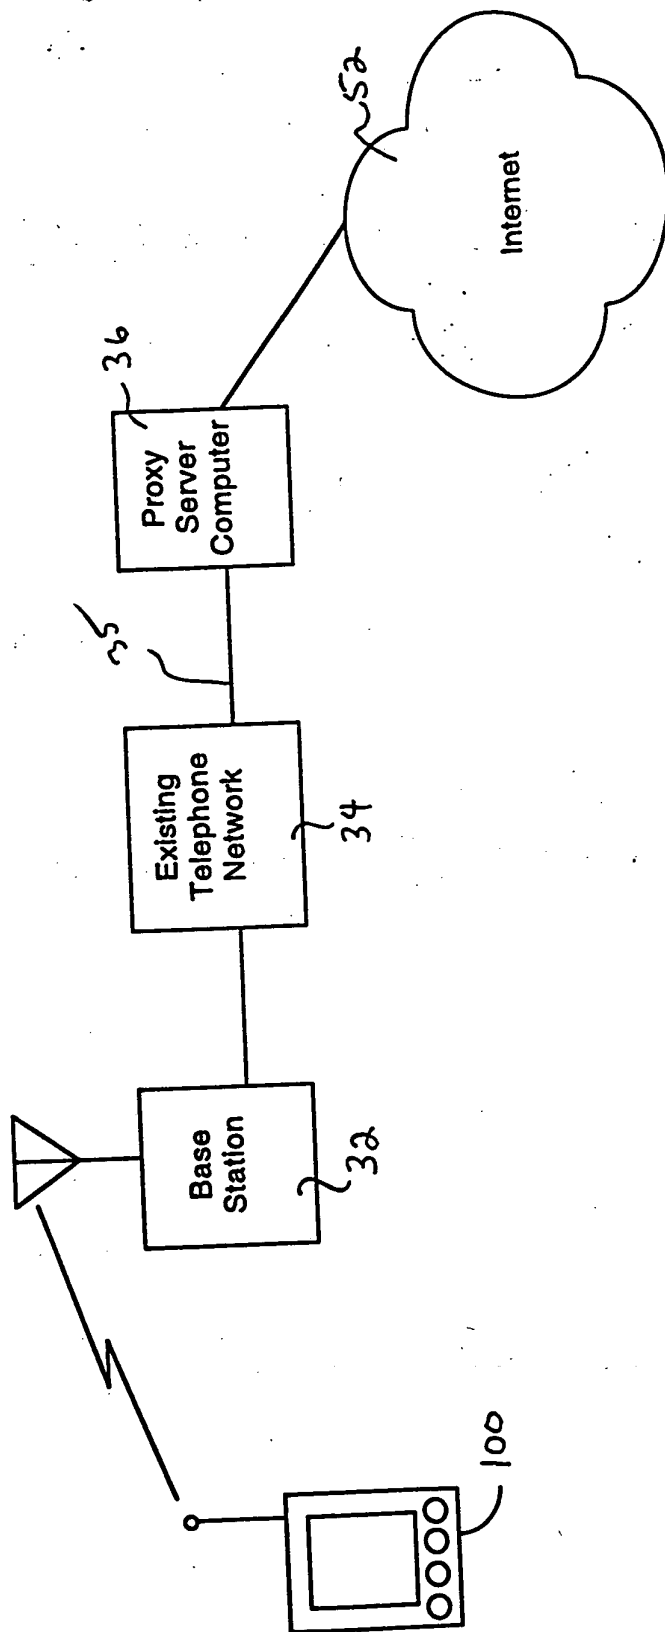 100
Base
Station
32
Existing
Telephone
Network
34
35
Proxy
Server
Computer
36
Internet
52